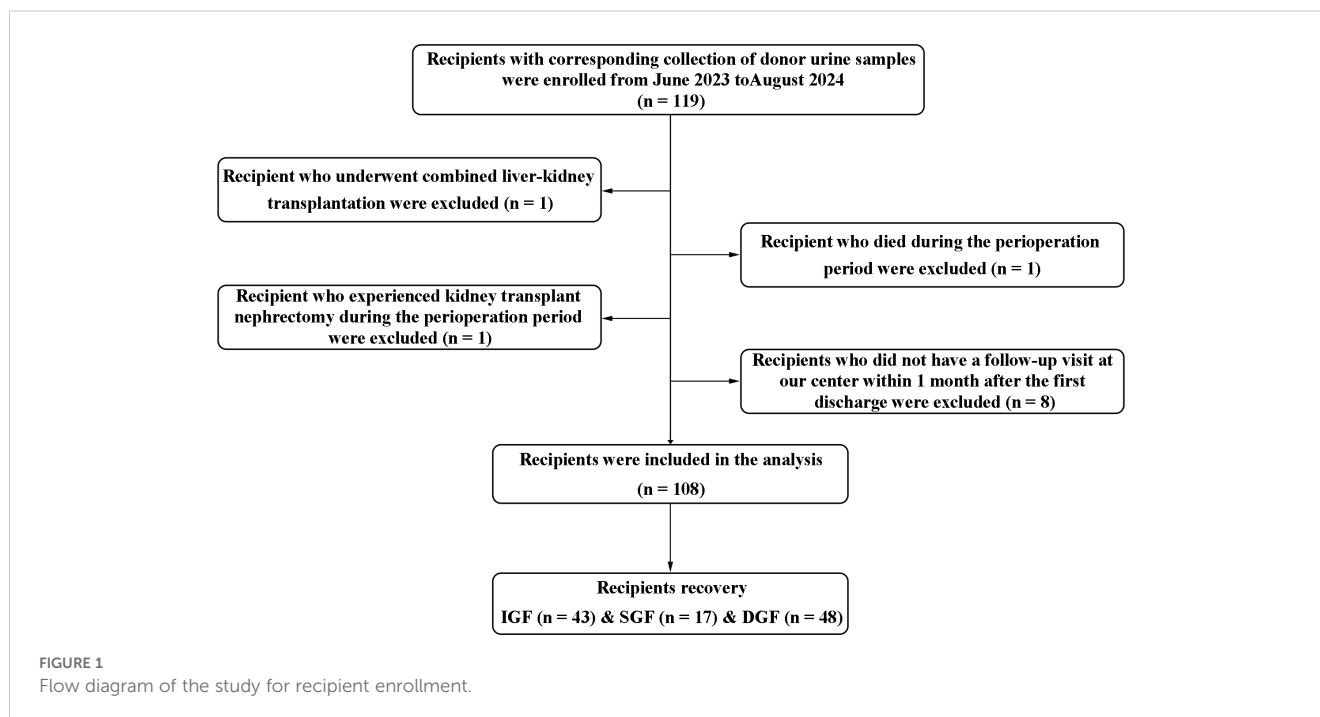 Recipients with corresponding collection of donor urine samples
were enrolled from June 2023 toAugust 2024
(n = 119)
Recipient who underwent combined liver-kidney
transplantation were excluded (n = 1)
Recipient who died during the perioperation
period were excluded (n = 1)
Recipient who experienced kidney transplant
nephrectomy during the perioperation period
were excluded (n = 1)
Recipients who did not have a follow-up visit at
our center within 1 month after the first
discharge were excluded (n = 8)
Recipients were included in the analysis
(n = 108)
Recipients recovery
IGF (n = 43) & SGF (n = 17) & DGF (n = 48)
FIGURE 1
Flow diagram of the study for recipient enrollment.